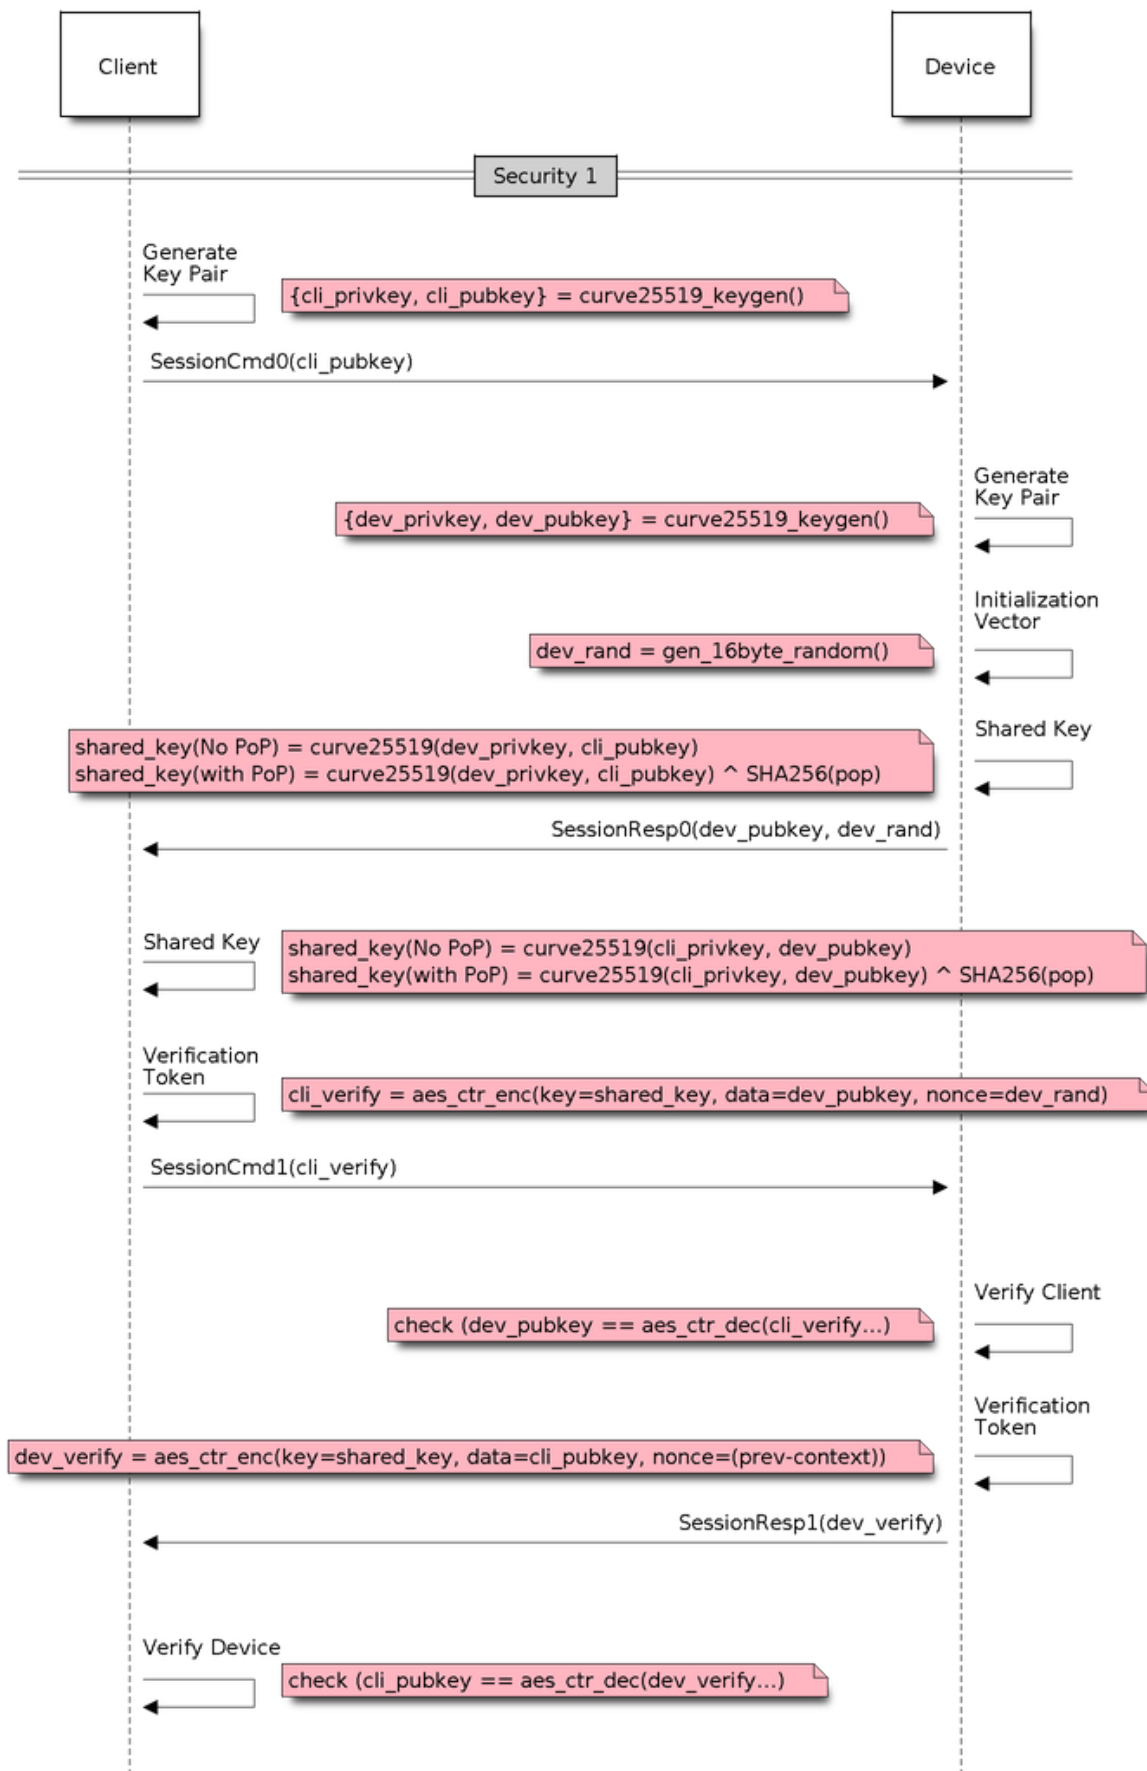 Client
Device
Security 1
Generate
Key Pair
{cli_privkey, cli_pubkey} = curve25519_keygen()
SessionCmd0(cli_pubkey)
Generate
Key Pair
{dev_privkey, dev_pubkey} = curve25519_keygen()
Initialization
Vector
dev_rand = gen_16byte_random()
Shared Key
shared_key(No PoP) = curve25519(dev_privkey, cli_pubkey)
shared_key(with PoP) = curve25519(dev_privkey, cli_pubkey) ^ SHA256(pop)
SessionResp0(dev_pubkey, dev_rand)
Shared Key
shared_key(No PoP) = curve25519(cli_privkey, dev_pubkey)
shared_key(with PoP) = curve25519(cli_privkey, dev_pubkey) ^ SHA256(pop)
Verification
Token
cli_verify = aes_ctr_enc(key=shared_key, data=dev_pubkey, nonce=dev_rand)
SessionCmd1(cli_verify)
Verify Client
check (dev_pubkey == aes_ctr_dec(cli_verify...)
Verification
Token
dev_verify = aes_ctr_enc(key=shared_key, data=cli_pubkey, nonce=(prev-context))
SessionResp1(dev_verify)
Verify Device
check (cli_pubkey == aes_ctr_dec(dev_verify...)